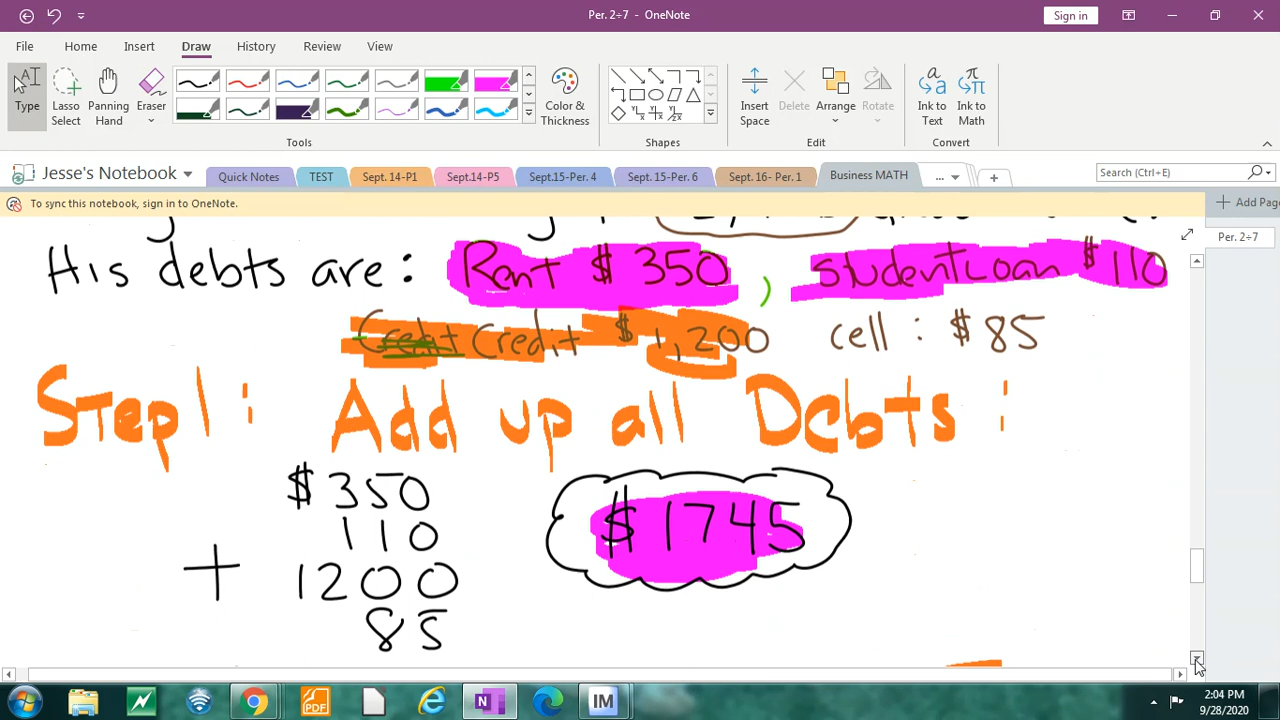 Per. 2÷7 - OneNote
Sign in
File Home Insert Draw History Review View
Type
Lasso Select
Panning Hand
Eraser
Color & Thickness
Insert Space
Delete
Arrange
Rotate
Ink to Text
Ink to Math
Tools
Shapes
Edit
Convert
Jesse's Notebook
Quick Notes
TEST
Sept. 14-P1
Sept.14-P5
Sept.15-Per. 4
Sept. 15-Per. 6
Sept. 16- Per. 1
Business MATH
...
Search (Ctrl+E)
To sync this notebook, sign in to OneNote.
Add Page
Per. 2÷7
His debts are: Rent $ 350, Student Loan $ 110
Credit $ 1,200 cell : $ 85
Step 1: Add up all Debts:
$ 350
110
+ 1200
85
$ 1745
PDF
IM
2:04 PM
9/28/2020